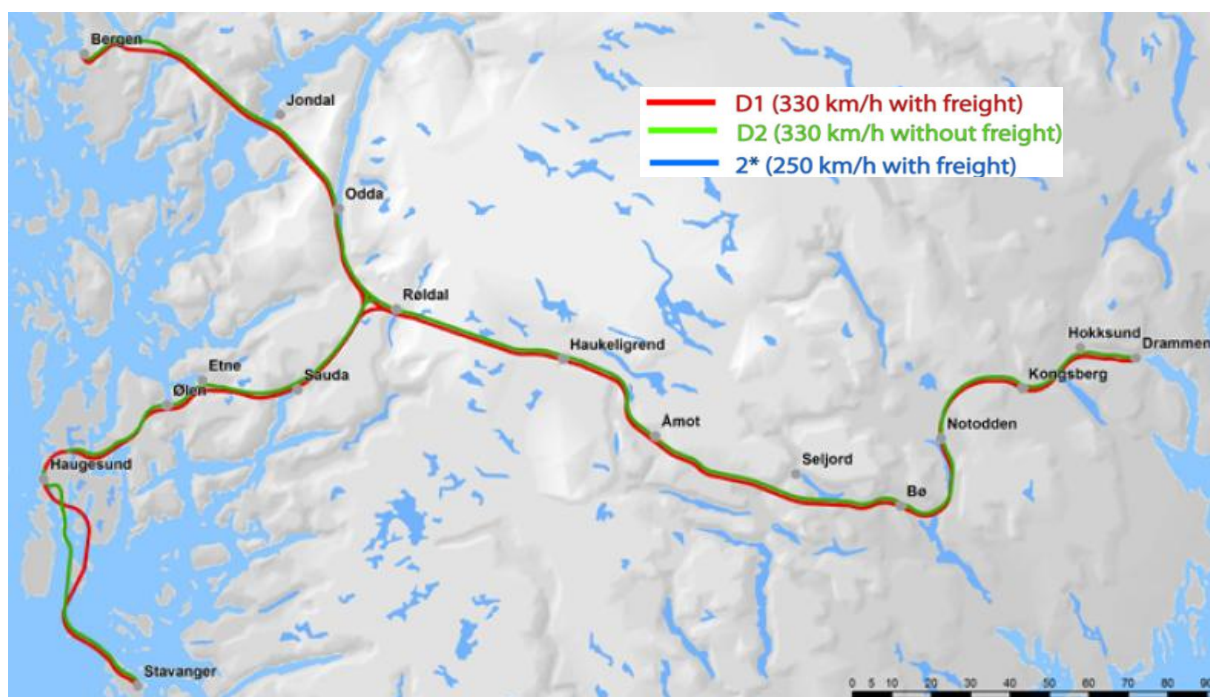 Bergen
Jondal
D1 (330 km/h with freight)
D2 (330 km/h without freight)
2* (250 km/h with freight)
Odda
Røldal
Haukeligrend
Hokksund
Drammen
Etne
Sauda
Kongsberg
Ølen
Åmot
Notodden
Haugesund
Seljord
Bø
Stavanger
0 5 10 20 30 40 50 60 70 80 90